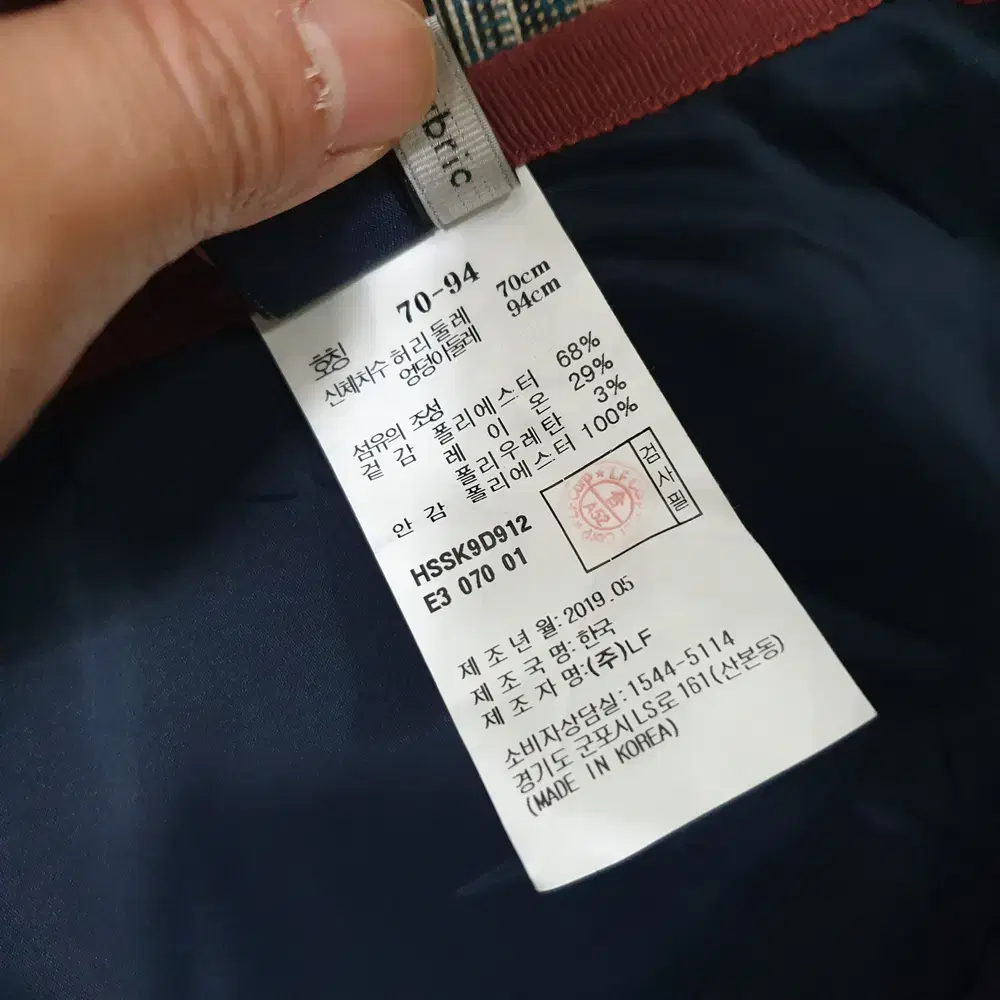 bric
호칭 70-94
신체치수 허리둘레 70cm
엉덩이둘레 94cm
섬유의 조성
겉 감 폴리에스터 68%
레 이 온 29%
폴리우레탄 3%
안 감 폴리에스터 100%
HSSK9D912
E3 070 01
검사필
LF Corp
合
A52
제 조 년 월: 2019.05
제 조 국 명: 한국
제 조 자 명: (주)LF
소비자상담실: 1544-5114
경기도 군포시 LS로 161(산본동)
(MADE IN KOREA)